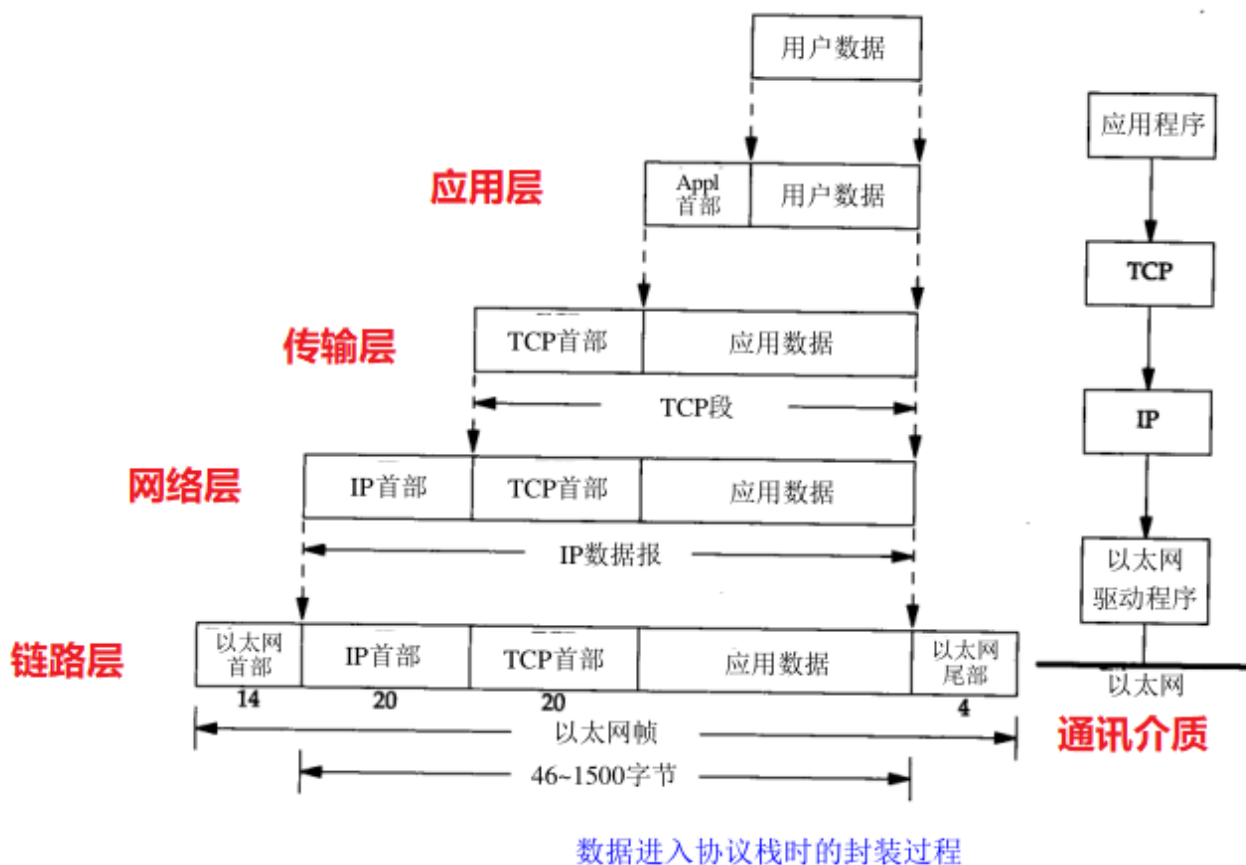 用户数据
应用程序
应用层
Appl
首部
用户数据
TCP
传输层
TCP首部
应用数据
TCP段
IP
网络层
IP首部
TCP首部
应用数据
IP数据报
以太网
驱动程序
链路层
以太网
首部
IP首部
TCP首部
应用数据
以太网
尾部
14
20
20
4
以太网
以太网帧
通讯介质
46~1500字节
数据进入协议栈时的封装过程